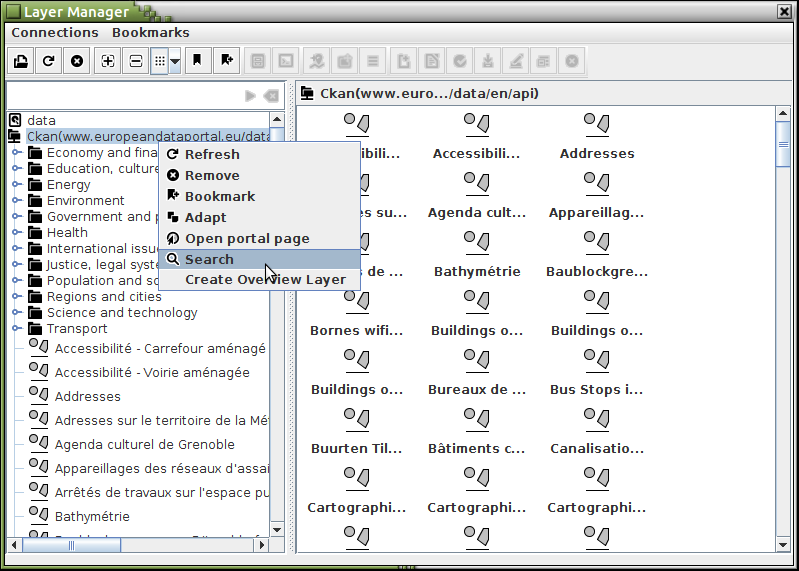 Layer Manager
Connections Bookmarks
Ckan(www.euro.../data/en/api)
data
Ckan(www.europeandataportal.eu/data
Economy and fina
Education, culture
Energy
Environment
Government and p
Health
International issu
Justice, legal syste
Population and so
Regions and cities
Science and technology
Transport
Accessibilité - Carrefour aménagé
Accessibilité - Voirie aménagée
Addresses
Adresses sur le territoire de la Mé
Agenda culturel de Grenoble
Appareillages des réseaux d'assai
Arrêtés de travaux sur l'espace pu
Bathymétrie
Refresh
Remove
Bookmark
Adapt
Open portal page
Search
Create Overview Layer
ibili... Accessibili... Addresses
s su... Agenda cult... Appareillag...
de ... Bathymétrie Baublockgre...
Bornes wifi... Buildings o... Buildings o...
Buildings o... Bureaux de ... Bus Stops i...
Buurten Til... Bâtiments c... Canalisatio...
Cartographi... Cartographi... Cartographi...